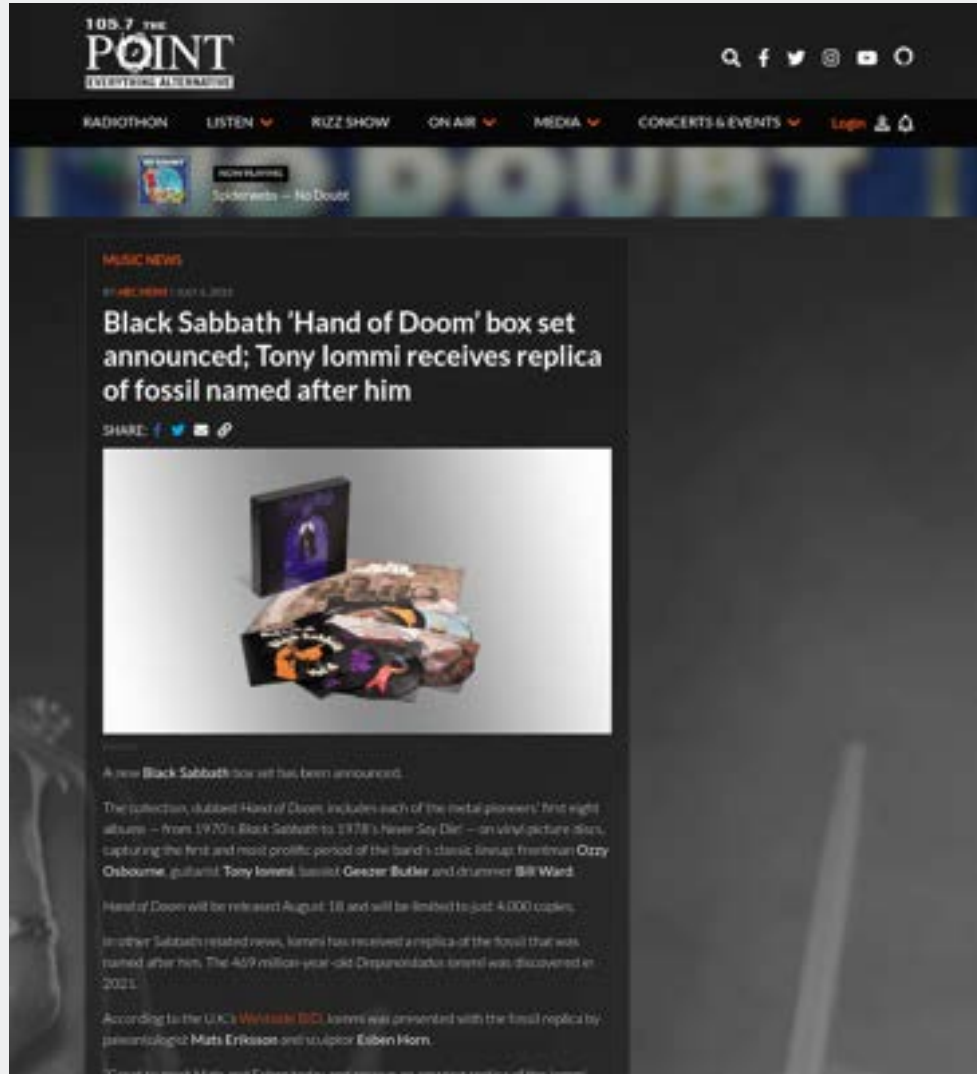 105.7 THE
POINT
EVERYTHING ALTERNATIVE
RADIOTHON LISTEN RIZZ SHOW ON AIR MEDIA CONCERTS & EVENTS Login
NOW PLAYING
Spiderwebs — No Doubt
MUSIC NEWS
BY ABC NEWS
Black Sabbath 'Hand of Doom' box set
announced; Tony Iommi receives replica
of fossil named after him
SHARE:
A new Black Sabbath box set has been announced.
The collection, dubbed Hand of Doom, includes each of the metal pioneers' first eight
albums — from 1970's Black Sabbath to 1978's Never Say Die! — on vinyl picture discs,
capturing the first and most prolific period of the band's classic lineup: frontman Ozzy
Osbourne, guitarist Tony Iommi, bassist Geezer Butler and drummer Bill Ward.
Hand of Doom will be released August 18 and will be limited to just 4,000 copies.
In other Sabbath related news, Iommi has received a replica of the fossil that was
named after him. The 469 million-year-old Drepanoistodus iommii was discovered in
2021.
According to the U.K.'s Westside BID, Iommi was presented with the fossil replica by
paleontologist Mats Eriksson and sculptor Esben Horn.